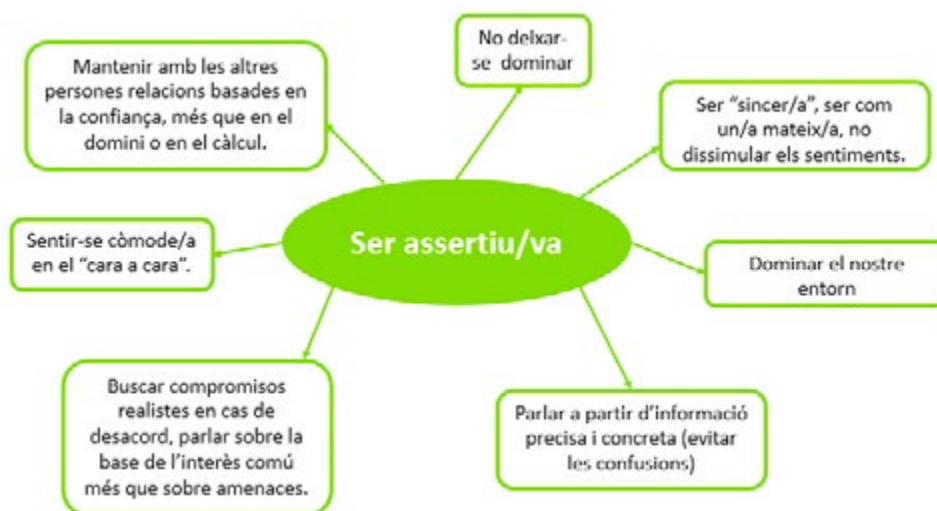 No deixar-
se dominar
Mantenir amb les altres
persones relacions basades en
la confiança, més que en el
domini o en el càlcul.
Ser “sincer/a”, ser com
un/a mateix/a, no
dissimular els sentiments.
Ser assertiu/va
Sentir-se còmode/a
en el “cara a cara”.
Dominar el nostre
entorn
Buscar compromisos
realistes en cas de
desacord, parlar sobre la
base de l’interès comú
més que sobre amenaces.
Parlar a partir d’informació
precisa i concreta (evitar
les confusions)